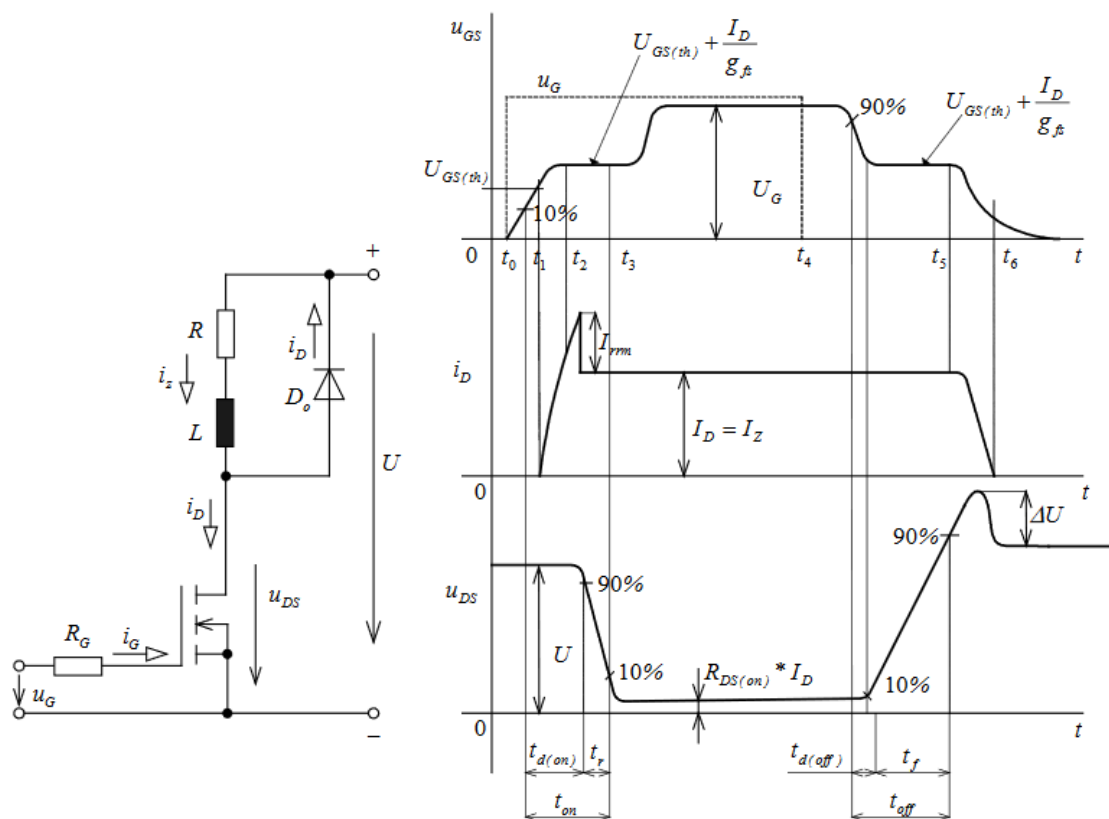 +
R
i_D
i_z
D_o
L
U
i_D
u_DS
R_G
i_G
u_G
−
u_GS
U_GS(th) + I_D / g_fs
u_G
90%
U_GS(th) + I_D / g_fs
U_GS(th)
10%
U_G
0 t_0 t_1 t_2 t_3 t_4 t_5 t_6 t
I_rrm
i_D
I_D = I_Z
0 t
ΔU
90%
90%
u_DS
U
10%
R_DS(on) * I_D
10%
0 t
t_d(on) t_r t_d(off) t_f
t_on t_off